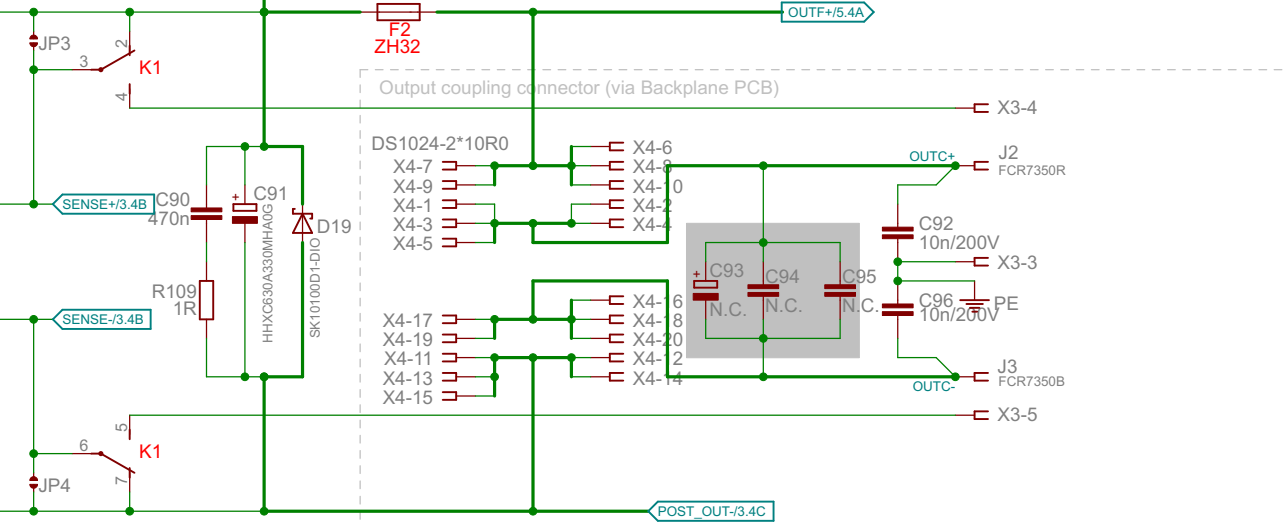 OUTF+/5.4A
F2
ZH32
JP3
2
3
K1
4
Output coupling connector (via Backplane PCB)
X3-4
DS1024-2*10R0
X4-6
X4-7
X4-8
X4-9
X4-10
X4-1
X4-2
X4-3
X4-4
X4-5
OUTC+
J2
FCR7350R
SENSE+/3.4B
C90
470n
+
C91
HHXC630A330MHA0G
D19
SK10100D1-DIO
R109
1R
C92
10n/200V
X3-3
+
C93
N.C.
C94
N.C.
C95
N.C.
C96
10n/200V
PE
SENSE-/3.4B
X4-16
X4-17
X4-18
X4-19
X4-20
X4-11
X4-12
X4-13
X4-14
X4-15
J3
FCR7350B
OUTC-
X3-5
5
6
K1
7
JP4
POST_OUT-/3.4C